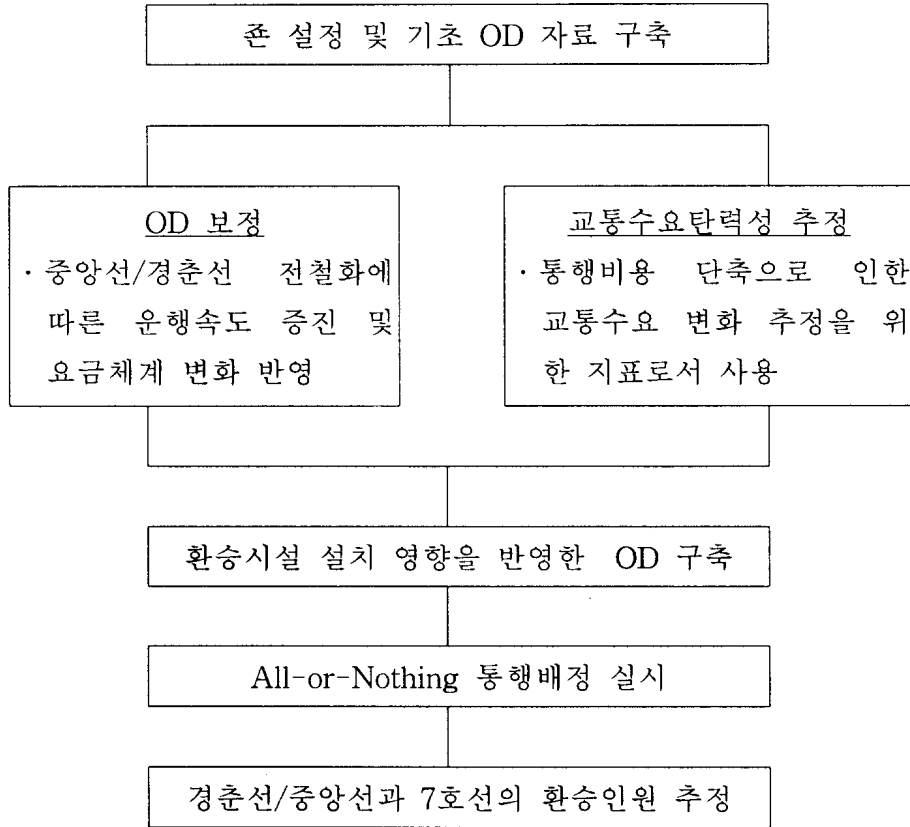 죤 설정 및 기초 OD 자료 구축
OD 보정
· 중앙선/경춘선 전철화에
따른 운행속도 증진 및
요금체계 변화 반영
교통수요탄력성 추정
· 통행비용 단축으로 인한
교통수요 변화 추정을 위
한 지표로서 사용
환승시설 설치 영향을 반영한 OD 구축
All-or-Nothing 통행배정 실시
경춘선/중앙선과 7호선의 환승인원 추정